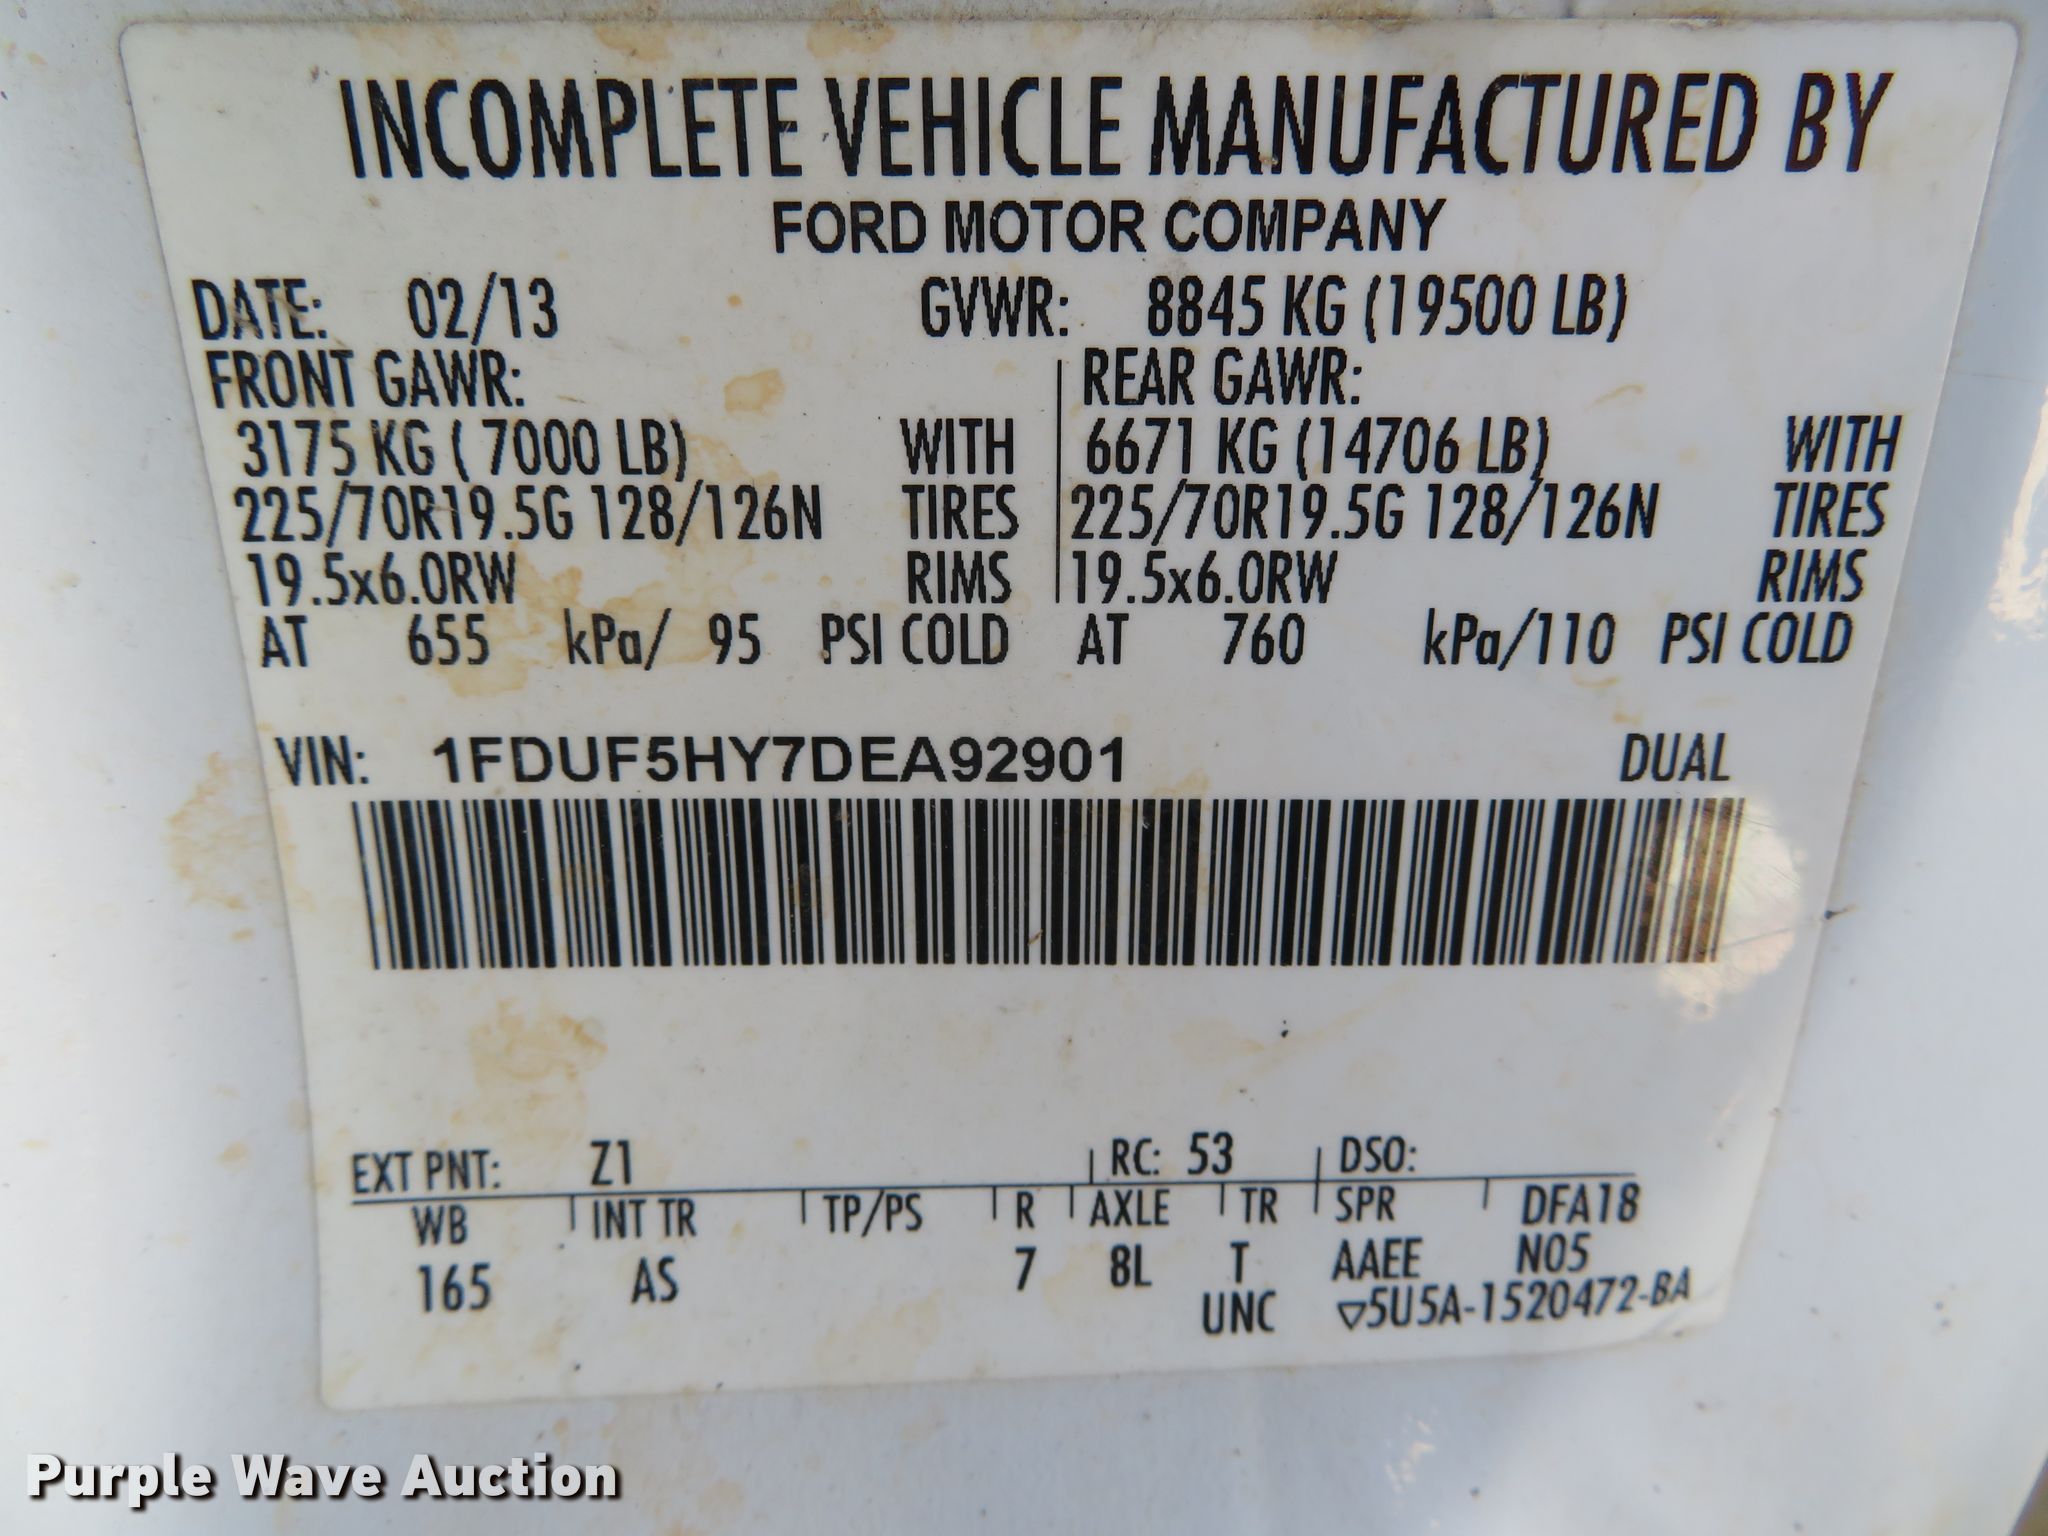 INCOMPLETE VEHICLE MANUFACTURED BY
FORD MOTOR COMPANY
DATE: 02/13 GVWR: 8845 KG (19500 LB)
FRONT GAWR: REAR GAWR:
3175 KG ( 7000 LB) WITH 6671 KG (14706 LB) WITH
225/70R19.5G 128/126N TIRES 225/70R19.5G 128/126N TIRES
19.5x6.0RW RIMS 19.5x6.0RW RIMS
AT 655 kPa/ 95 PSI COLD AT 760 kPa/110 PSI COLD
VIN: 1FDUF5HY7DEA92901 DUAL
EXT PNT: Z1 RC: 53 DSO:
WB INT TR TP/PS R AXLE TR SPR DFA18
165 AS 7 8L T AAEE N05
UNC ▽5U5A-1520472-BA
Purple Wave Auction